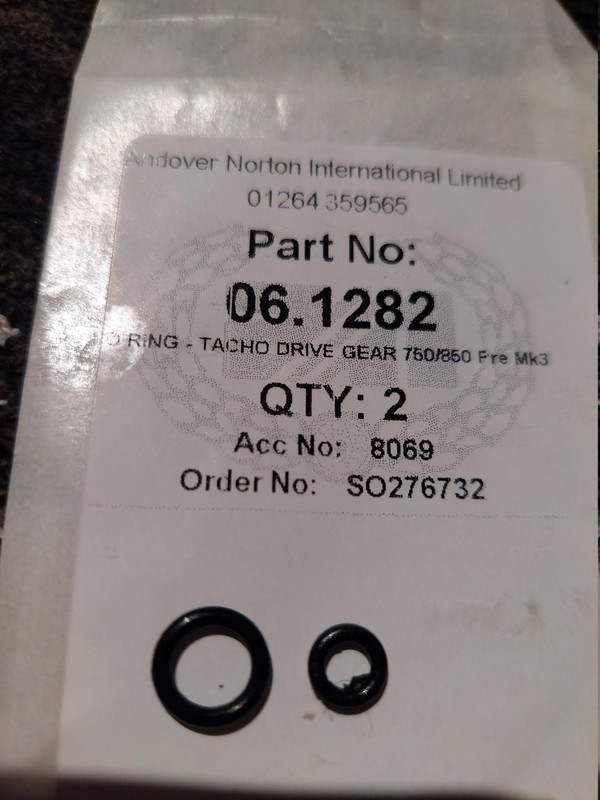 Andover Norton International Limited
01264 359565
Part No:
06.1282
O RING - TACHO DRIVE GEAR 750/850 Pre Mk3
QTY: 2
Acc No: 8069
Order No: SO276732